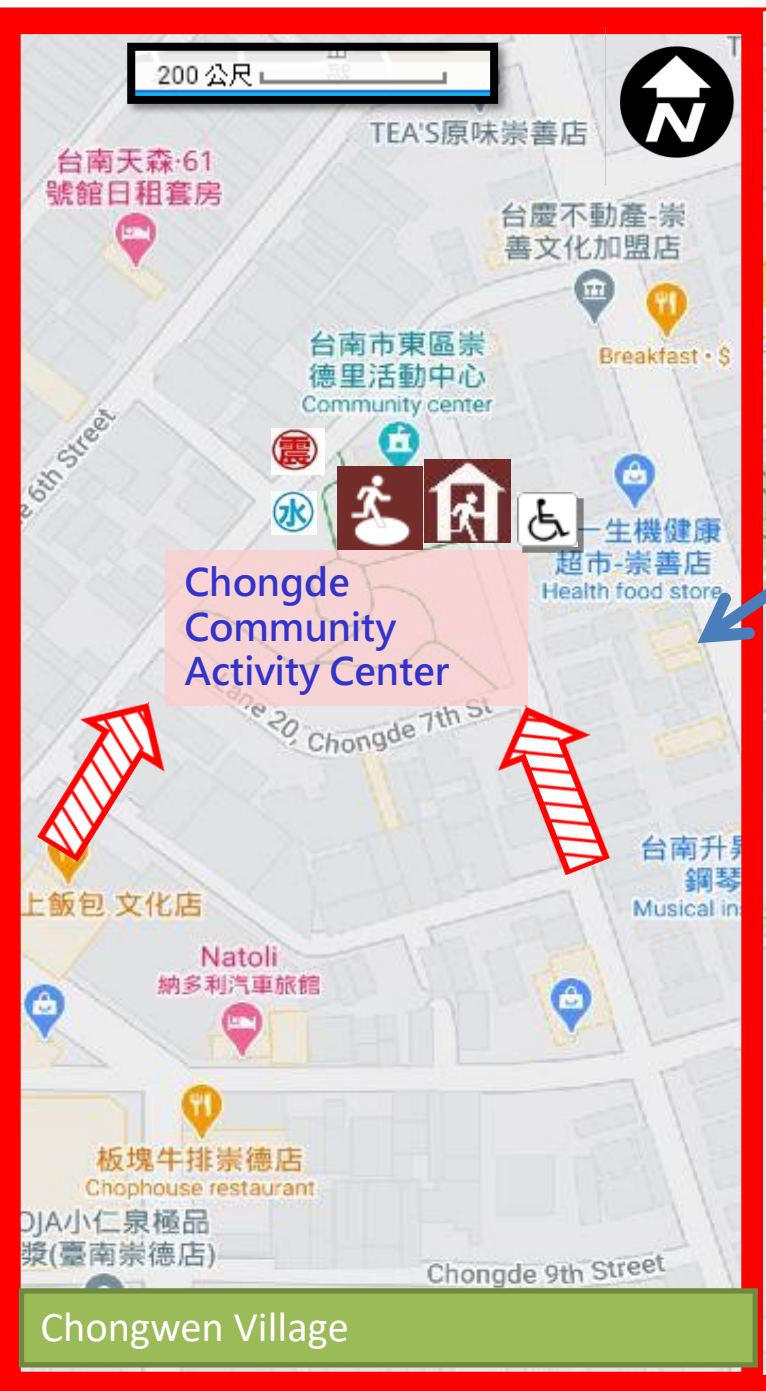 200 公尺
N
TEA'S原味崇善店
台南天森·61
號館日租套房
台慶不動產-崇
善文化加盟店
Breakfast · $
台南市東區崇
德里活動中心
Community center
6th Street
震
水
一生機健康
超市-崇善店
Health food store
Chongde
Community
Activity Center
Lane 20, Chongde 7th St
台南升昇
鋼琴
Musical in
上飯包 文化店
Natoli
納多利汽車旅館
板塊牛排崇德店
Chophouse restaurant
OJA小仁泉極品
漿(臺南崇德店)
Chongde 9th Street
Chongwen Village